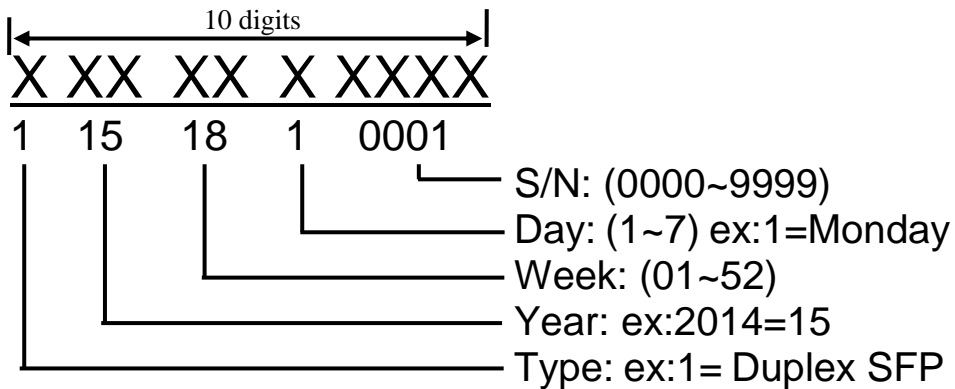 10 digits
X XX XX X XXXX
1 15 18 1 0001
S/N: (0000~9999)
Day: (1~7) ex:1=Monday
Week: (01~52)
Year: ex:2014=15
Type: ex:1= Duplex SFP